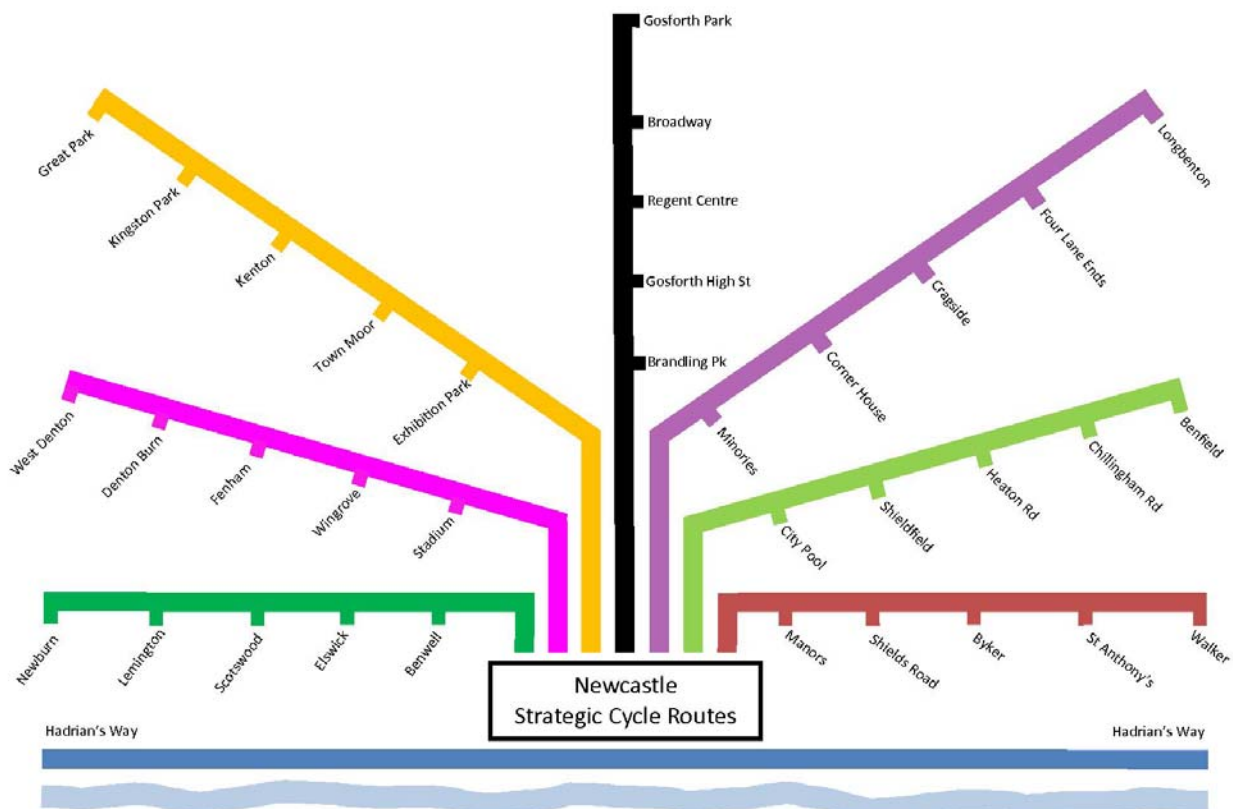 Gosforth Park
Broadway
Regent Centre
Gosforth High St
Brandling Pk
Great Park
Kingston Park
Kenton
Town Moor
Exhibition Park
Longbenton
Four Lane Ends
Cragside
Corner House
Minories
West Denton
Denton Burn
Fenham
Wingrove
Stadium
Benfield
Chillingham Rd
Heaton Rd
Shieldfield
City Pool
Newburn
Lemington
Scotswood
Elswick
Benwell
Manors
Shields Road
Byker
St Anthony's
Walker
Newcastle
Strategic Cycle Routes
Hadrian's Way
Hadrian's Way